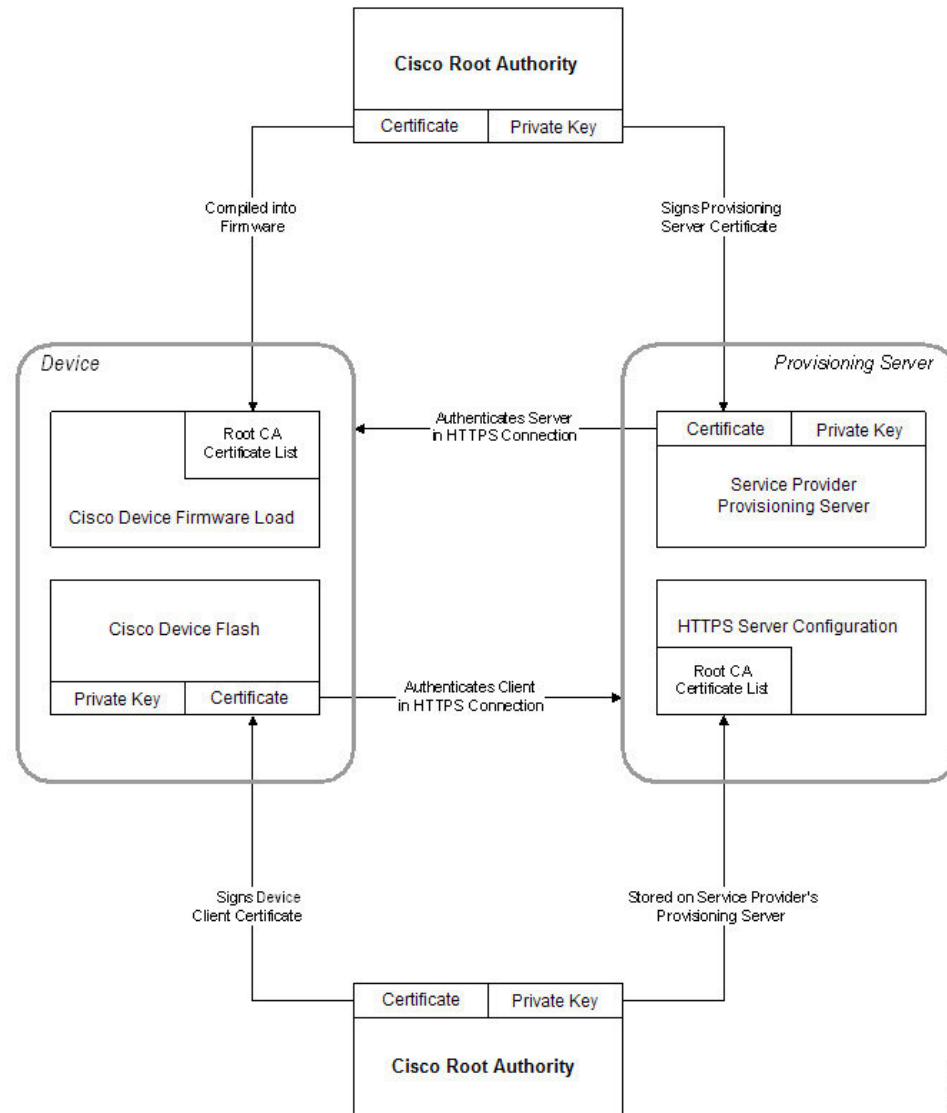 Cisco Root Authority
Certificate
Private Key
Compiled into
Firmware
Signs Provisioning
Server Certificate
Device
Provisioning Server
Root CA
Certificate List
Cisco Device Firmware Load
Authenticates Server
in HTTPS Connection
Certificate
Private Key
Service Provider
Provisioning Server
Cisco Device Flash
Private Key
Certificate
Authenticates Client
in HTTPS Connection
HTTPS Server Configuration
Root CA
Certificate List
Signs Device
Client Certificate
Stored on Service Provider's
Provisioning Server
Certificate
Private Key
Cisco Root Authority